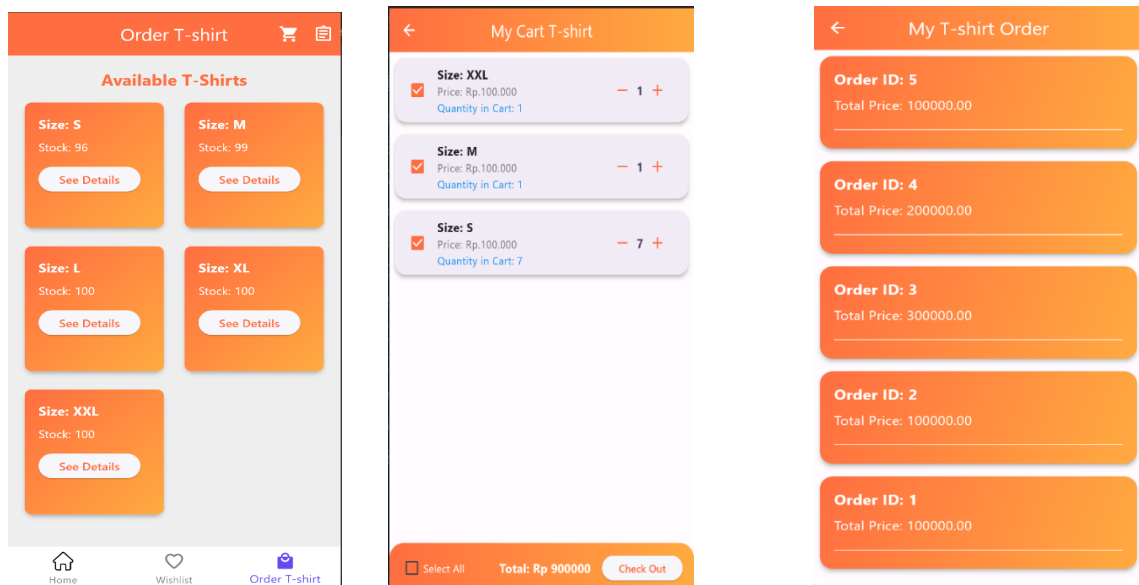 Order T-shirt
Available T-Shirts
Size: S
Stock: 96
See Details
Size: M
Stock: 99
See Details
Size: L
Stock: 100
See Details
Size: XL
Stock: 100
See Details
Size: XXL
Stock: 100
See Details
Home
Wishlist
Order T-shirt
My Cart T-shirt
Size: XXL
Price: Rp.100.000
Quantity in Cart: 1
− 1 +
Size: M
Price: Rp.100.000
Quantity in Cart: 1
− 1 +
Size: S
Price: Rp.100.000
Quantity in Cart: 7
− 7 +
Select All
Total: Rp 900000
Check Out
My T-shirt Order
Order ID: 5
Total Price: 100000.00
Order ID: 4
Total Price: 200000.00
Order ID: 3
Total Price: 300000.00
Order ID: 2
Total Price: 100000.00
Order ID: 1
Total Price: 100000.00